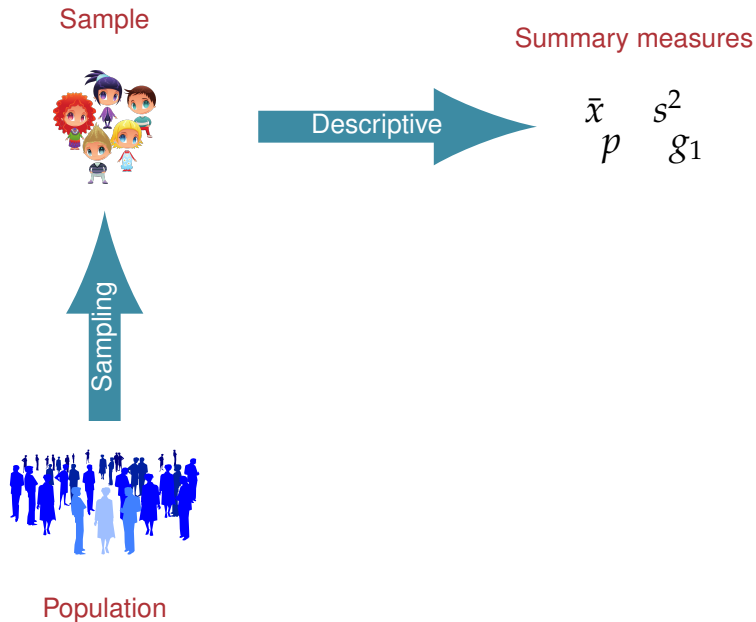 Sample
Summary measures
Descriptive
x̄ s²
p g₁
Sampling
Population